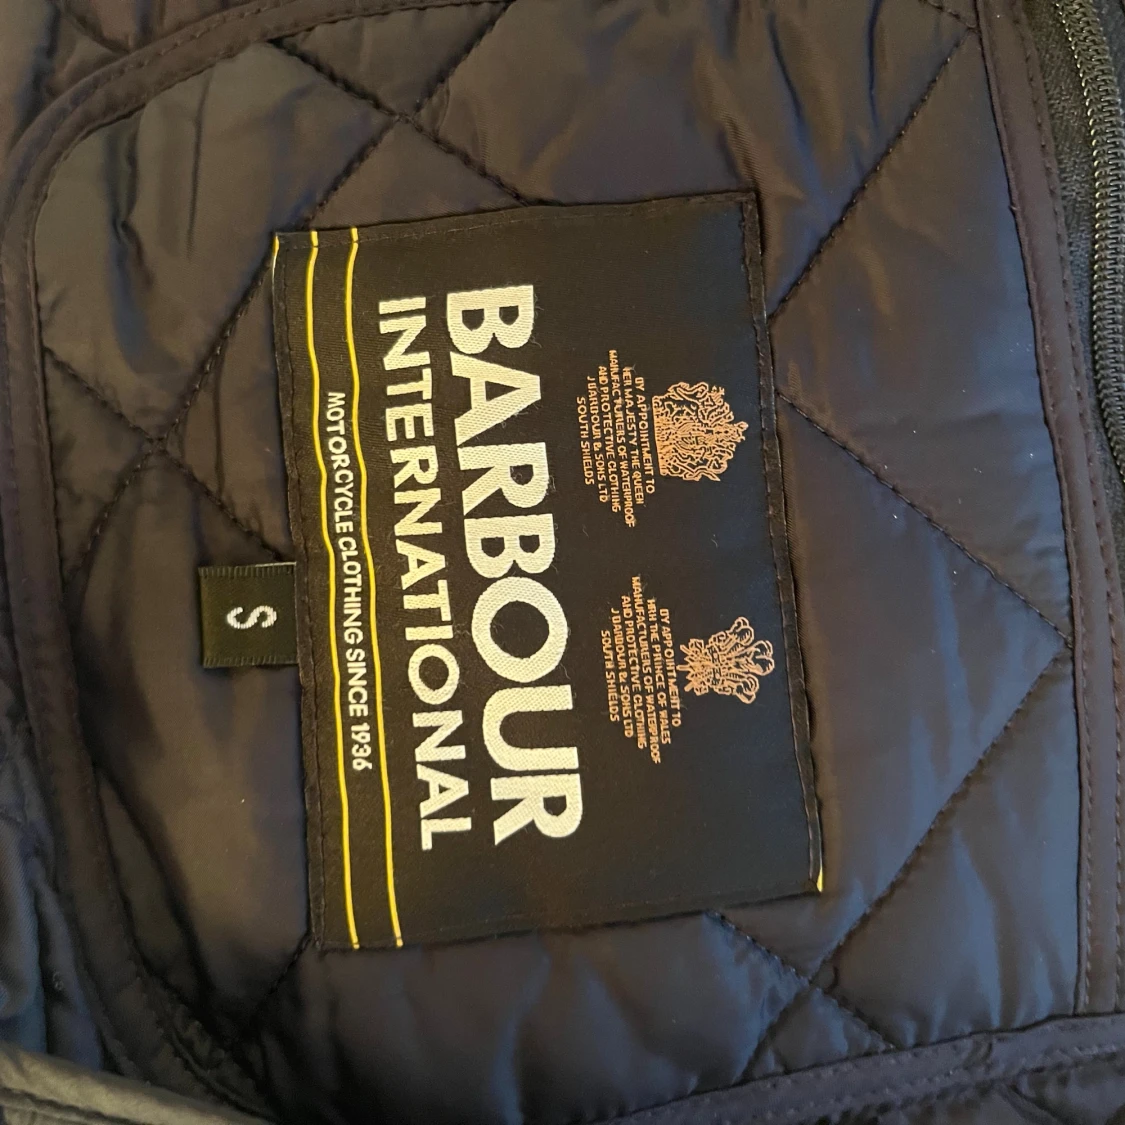 BY APPOINTMENT TO
HER MAJESTY THE QUEEN
MANUFACTURERS OF WATERPROOF
AND PROTECTIVE CLOTHING
J BARBOUR & SONS LTD
SOUTH SHIELDS
BY APPOINTMENT TO
HRH THE PRINCE OF WALES
MANUFACTURERS OF WATERPROOF
AND PROTECTIVE CLOTHING
J BARBOUR & SONS LTD
SOUTH SHIELDS
BARBOUR
INTERNATIONAL
MOTORCYCLE CLOTHING SINCE 1936
S